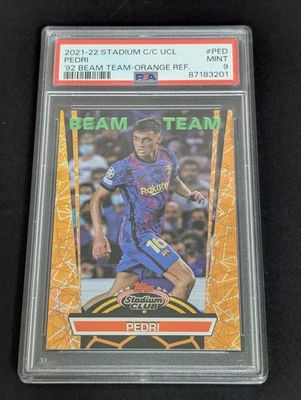 2021-22 STADIUM C/C UCL #PED
PEDRI MINT
'92 BEAM TEAM-ORANGE REF. 9
PSA 87183201
BEAM TEAM
Rakuten
16
Topps
Stadium
CLUB
PEDRI